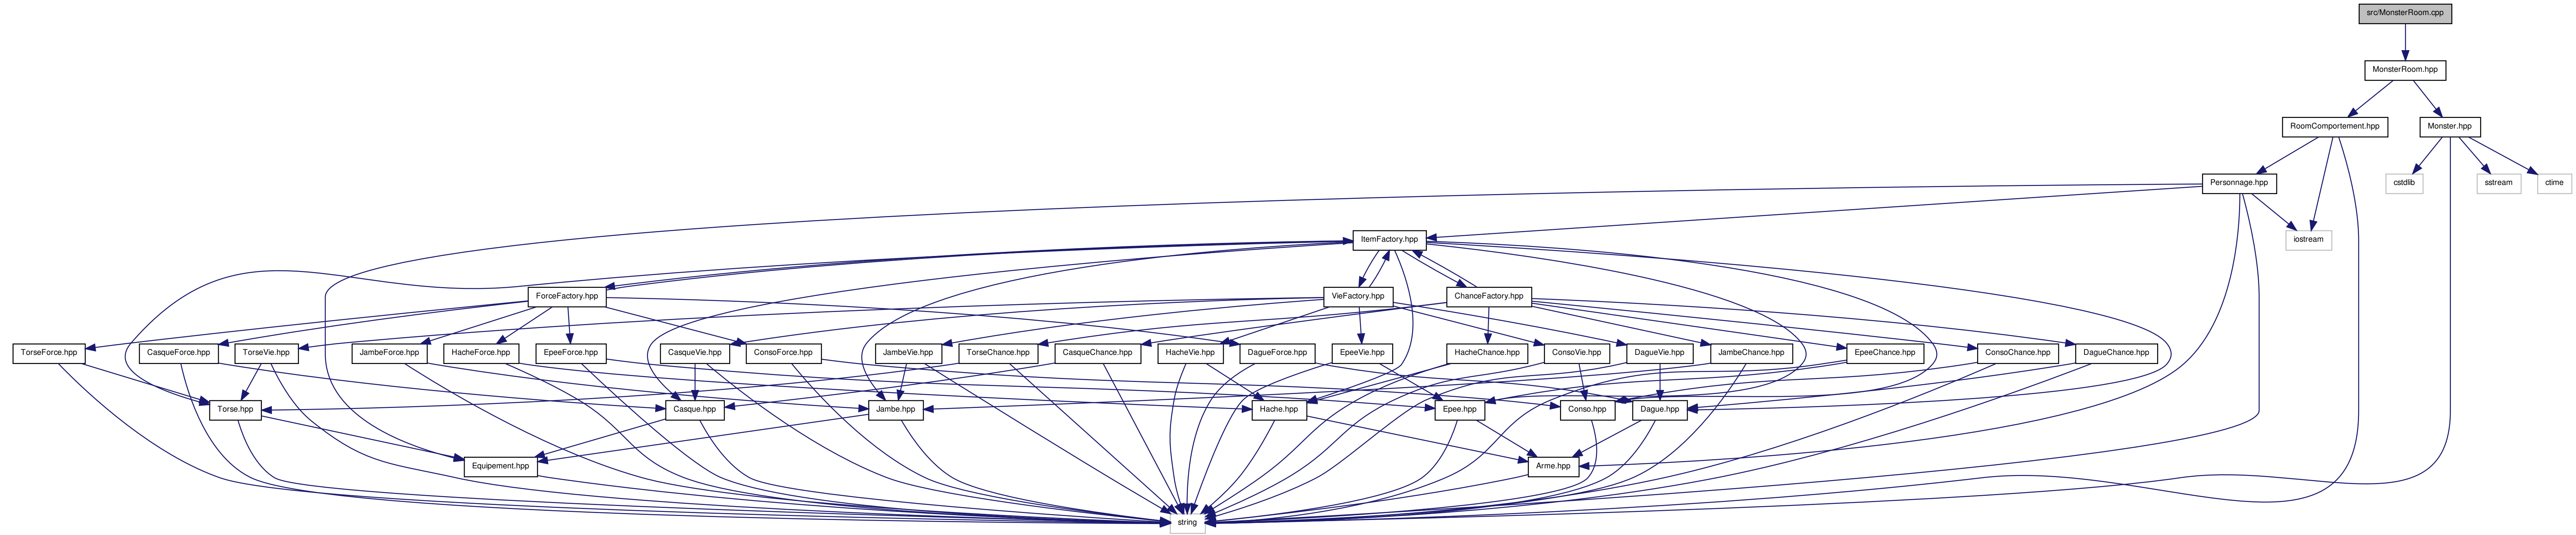 src/MonsterRoom.cpp
MonsterRoom.hpp
RoomComportement.hpp
Monster.hpp
Personnage.hpp
cstdlib
sstream
ctime
ItemFactory.hpp
iostream
ForceFactory.hpp
VieFactory.hpp
ChanceFactory.hpp
TorseForce.hpp
CasqueForce.hpp
TorseVie.hpp
JambeForce.hpp
HacheForce.hpp
EpeeForce.hpp
CasqueVie.hpp
ConsoForce.hpp
JambeVie.hpp
TorseChance.hpp
CasqueChance.hpp
HacheVie.hpp
DagueForce.hpp
EpeeVie.hpp
HacheChance.hpp
ConsoVie.hpp
DagueVie.hpp
JambeChance.hpp
EpeeChance.hpp
ConsoChance.hpp
DagueChance.hpp
Torse.hpp
Casque.hpp
Jambe.hpp
Hache.hpp
Epee.hpp
Conso.hpp
Dague.hpp
Equipement.hpp
Arme.hpp
string